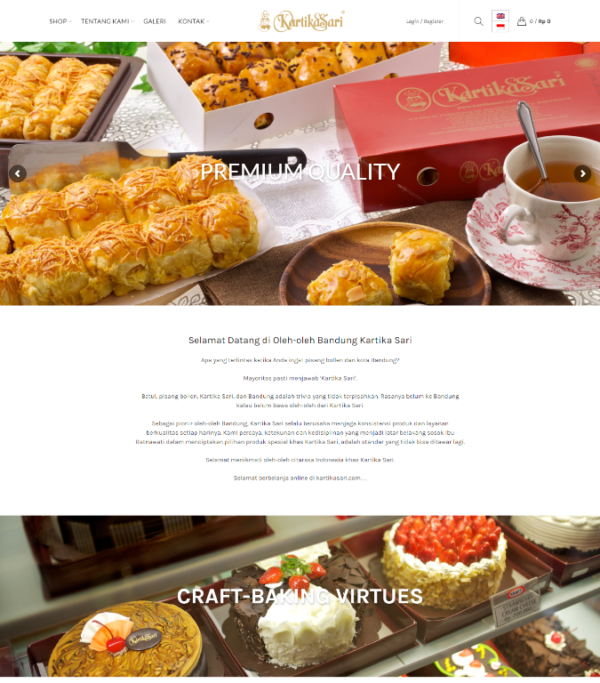 SHOP
TENTANG KAMI
GALERI
KONTAK
KartikaSari
Login / Register
0 / Rp 0
KartikaSari
PREMIUM QUALITY
Selamat Datang di Oleh-oleh Bandung Kartika Sari
Apa yang terlintas ketika Anda ingat pisang bollen dan kota Bandung?
Mayoritas pasti menjawab 'Kartika Sari'.
Betul, pisang bollen, Kartika Sari, dan Bandung adalah trivia yang tidak terpisahkan. Rasanya belum ke Bandung
kalau belum bawa oleh-oleh dari Kartika Sari.
Sebagai pionir oleh-oleh Bandung, Kartika Sari selalu berusaha menjaga konsistensi produk dan layanan
berkualitas setiap harinya. Kami percaya, ketekunan dan kedisiplinan yang menjadi latar belakang sosok Ibu
Ratnawati dalam menciptakan pilihan produk spesial khas Kartika Sari, adalah standar yang tidak bisa ditawar lagi.
Selamat menikmati oleh-oleh citarasa Indonesia khas Kartika Sari.
Selamat berbelanja online di kartikasari.com...
CRAFT-BAKING VIRTUES
KartikaSari
STRAWBERRY